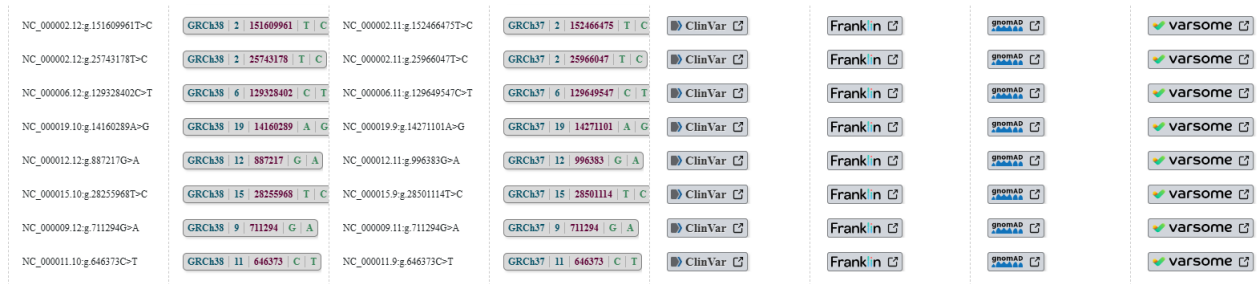 NC_000002.12:g.151609961T>C GRCh38 | 2 | 151609961 | T | C NC_000002.11:g.152466475T>C GRCh37 | 2 | 152466475 | T | C ClinVar Franklin gnomAD varsome
NC_000002.12:g.25743178T>C GRCh38 | 2 | 25743178 | T | C NC_000002.11:g.25966047T>C GRCh37 | 2 | 25966047 | T | C ClinVar Franklin gnomAD varsome
NC_000006.12:g.129328402C>T GRCh38 | 6 | 129328402 | C | T NC_000006.11:g.129649547C>T GRCh37 | 6 | 129649547 | C | T ClinVar Franklin gnomAD varsome
NC_000019.10:g.14160289A>G GRCh38 | 19 | 14160289 | A | G NC_000019.9:g.14271101A>G GRCh37 | 19 | 14271101 | A | G ClinVar Franklin gnomAD varsome
NC_000012.12:g.887217G>A GRCh38 | 12 | 887217 | G | A NC_000012.11:g.996383G>A GRCh37 | 12 | 996383 | G | A ClinVar Franklin gnomAD varsome
NC_000015.10:g.28255968T>C GRCh38 | 15 | 28255968 | T | C NC_000015.9:g.28501114T>C GRCh37 | 15 | 28501114 | T | C ClinVar Franklin gnomAD varsome
NC_000009.12:g.711294G>A GRCh38 | 9 | 711294 | G | A NC_000009.11:g.711294G>A GRCh37 | 9 | 711294 | G | A ClinVar Franklin gnomAD varsome
NC_000011.10:g.646373C>T GRCh38 | 11 | 646373 | C | T NC_000011.9:g.646373C>T GRCh37 | 11 | 646373 | C | T ClinVar Franklin gnomAD varsome